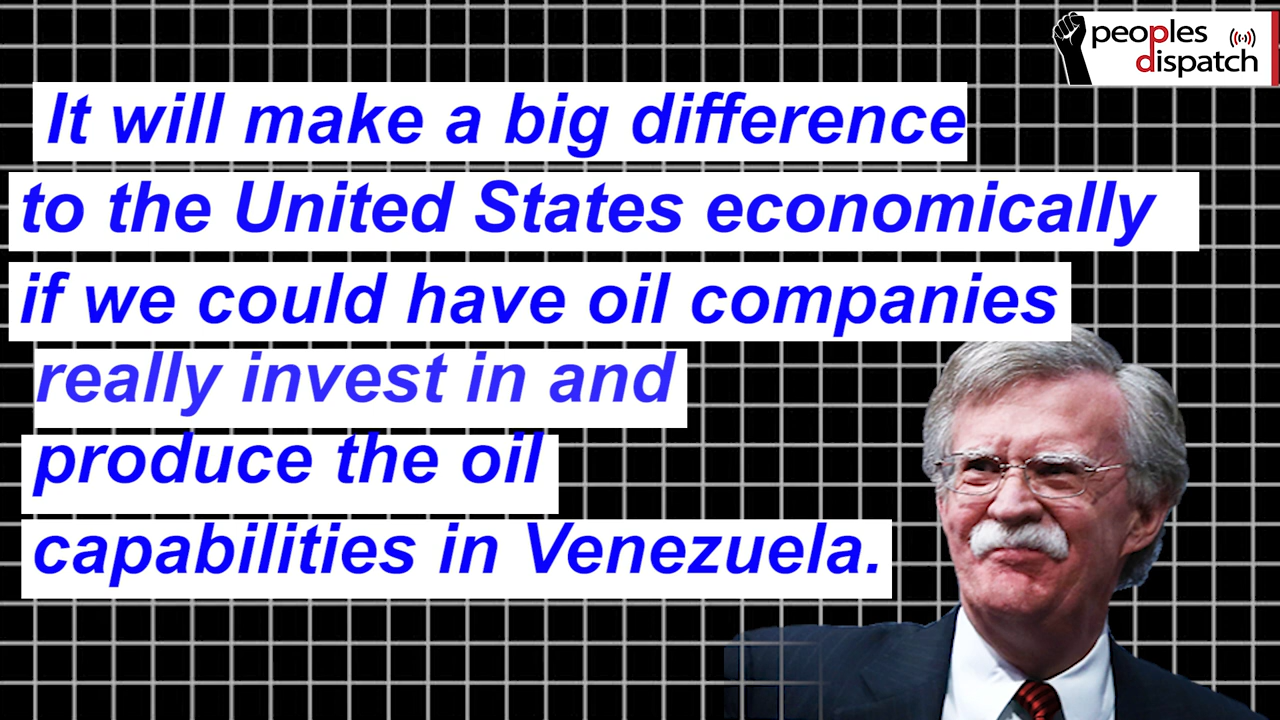 peoples
dispatch
It will make a big difference
to the United States economically
if we could have oil companies
really invest in and
produce the oil
capabilities in Venezuela.